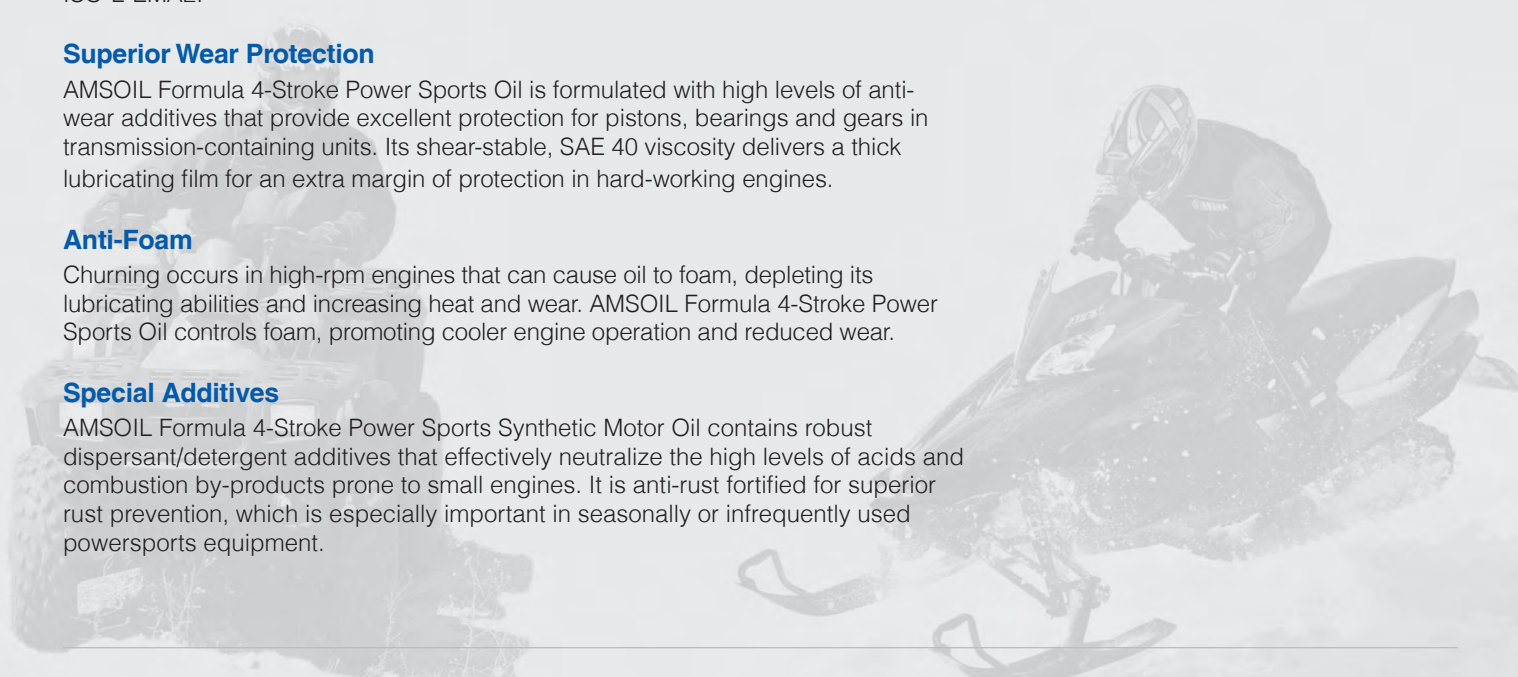 Superior Wear Protection
AMSOIL Formula 4-Stroke Power Sports Oil is formulated with high levels of anti-
wear additives that provide excellent protection for pistons, bearings and gears in
transmission-containing units. Its shear-stable, SAE 40 viscosity delivers a thick
lubricating film for an extra margin of protection in hard-working engines.
Anti-Foam
Churning occurs in high-rpm engines that can cause oil to foam, depleting its
lubricating abilities and increasing heat and wear. AMSOIL Formula 4-Stroke Power
Sports Oil controls foam, promoting cooler engine operation and reduced wear.
Special Additives
AMSOIL Formula 4-Stroke Power Sports Synthetic Motor Oil contains robust
dispersant/detergent additives that effectively neutralize the high levels of acids and
combustion by-products prone to small engines. It is anti-rust fortified for superior
rust prevention, which is especially important in seasonally or infrequently used
powersports equipment.
YAMAHA